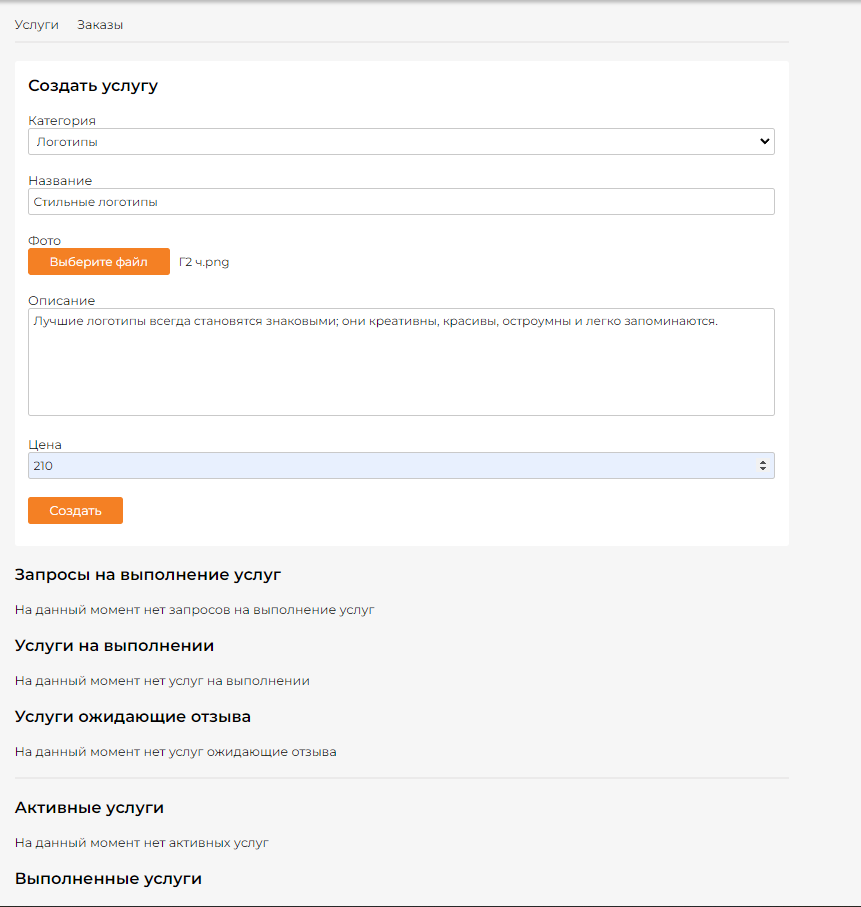 Услуги Заказы
Создать услугу
Категория
Логотипы
Название
Стильные логотипы
Фото
Выберите файл Г2 ч.png
Описание
Лучшие логотипы всегда становятся знаковыми; они креативны, красивы, остроумны и легко запоминаются.
Цена
210
Создать
Запросы на выполнение услуг
На данный момент нет запросов на выполнение услуг
Услуги на выполнении
На данный момент нет услуг на выполнении
Услуги ожидающие отзыва
На данный момент нет услуг ожидающие отзыва
Активные услуги
На данный момент нет активных услуг
Выполненные услуги